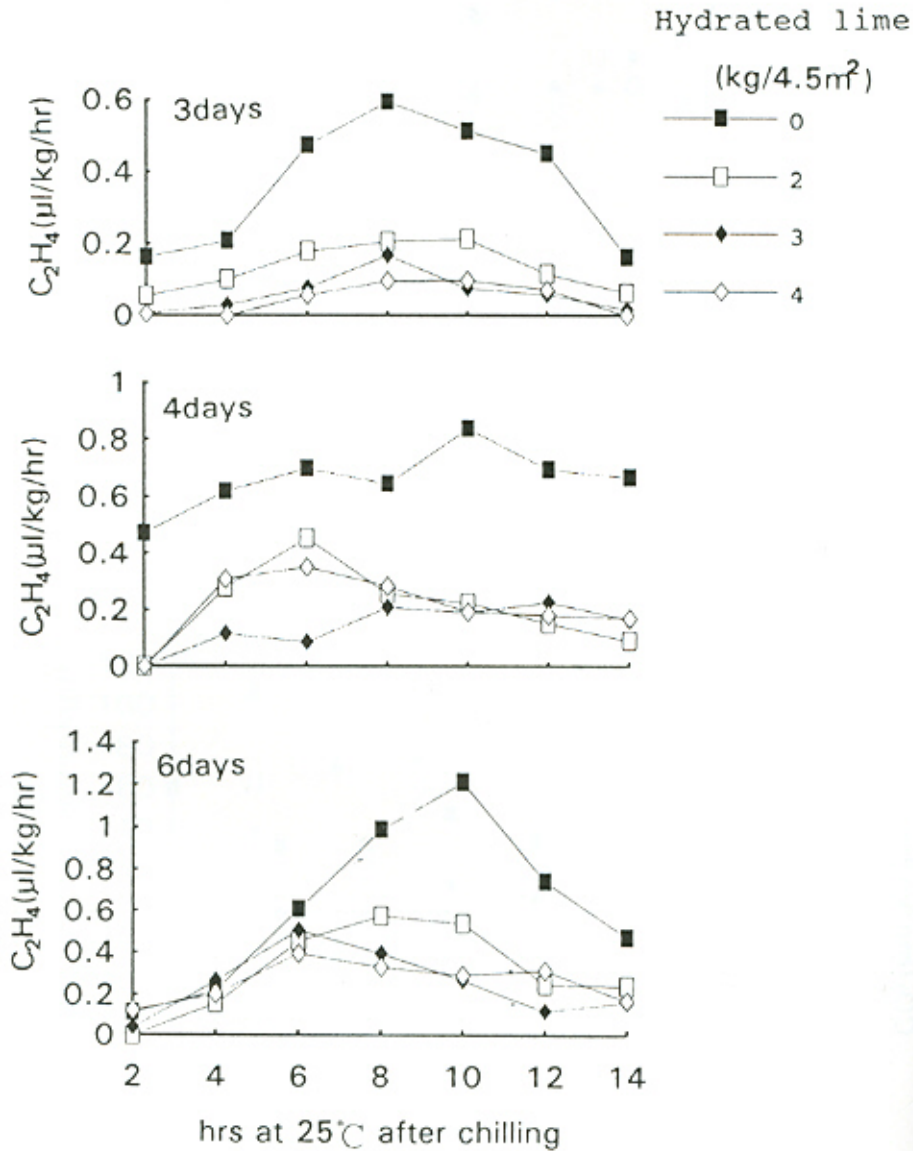 Hydrated lime
(kg/4.5m²)
0
2
3
4
3days
C₂H₄(μl/kg/hr)
0.6
0.4
0.2
0
4days
C₂H₄(μl/kg/hr)
1
0.8
0.6
0.4
0.2
0
6days
C₂H₄(μl/kg/hr)
1.4
1.2
1
0.8
0.6
0.4
0.2
0
2 4 6 8 10 12 14
hrs at 25℃ after chilling